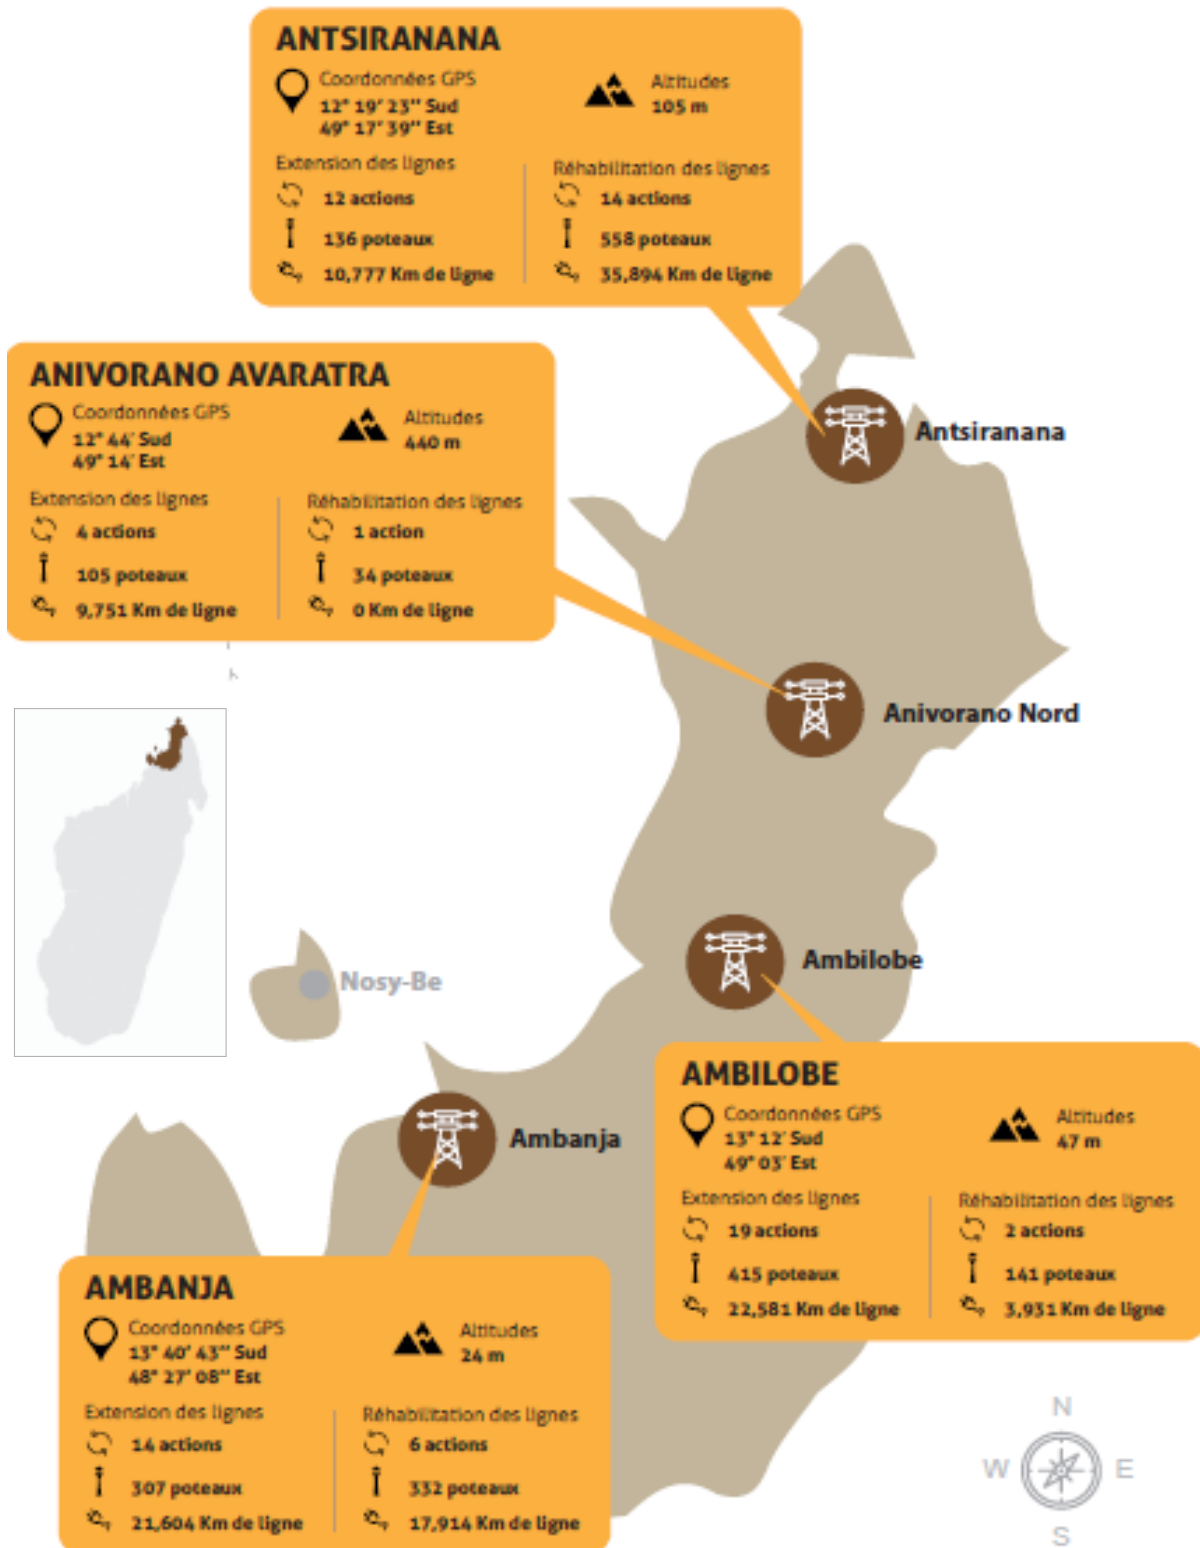 ANTSIRANANA
Coordonnées GPS
12° 19' 23'' Sud
49° 17' 39'' Est
Altitudes
105 m
Extension des lignes
12 actions
136 poteaux
10,777 Km de ligne
Réhabilitation des lignes
14 actions
558 poteaux
35,894 Km de ligne
ANIVORANO AVARATRA
Coordonnées GPS
12° 44' Sud
49° 14' Est
Altitudes
440 m
Extension des lignes
4 actions
105 poteaux
9,751 Km de ligne
Réhabilitation des lignes
1 action
34 poteaux
0 Km de ligne
Antsiranana
Anivorano Nord
Ambilobe
Nosy-Be
Ambanja
AMBILOBE
Coordonnées GPS
13° 12' Sud
49° 03' Est
Altitudes
47 m
Extension des lignes
19 actions
415 poteaux
22,581 Km de ligne
Réhabilitation des lignes
2 actions
141 poteaux
3,931 Km de ligne
AMBANJA
Coordonnées GPS
13° 40' 43'' Sud
48° 27' 08'' Est
Altitudes
24 m
Extension des lignes
14 actions
307 poteaux
21,604 Km de ligne
Réhabilitation des lignes
6 actions
332 poteaux
17,914 Km de ligne
N
W E
S